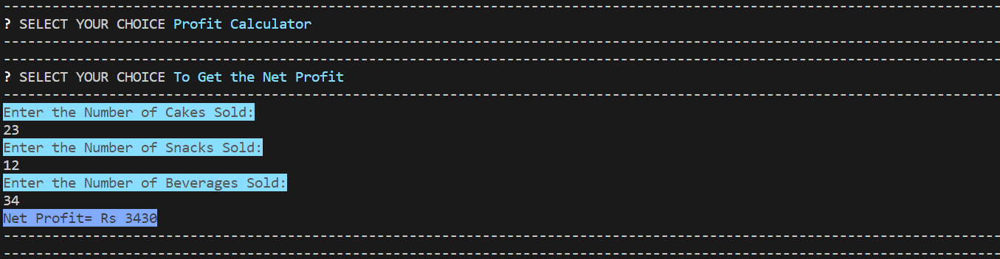 ? SELECT YOUR CHOICE Profit Calculator
? SELECT YOUR CHOICE To Get the Net Profit
Enter the Number of Cakes Sold:
23
Enter the Number of Snacks Sold:
12
Enter the Number of Beverages Sold:
34
Net Profit= Rs 3430